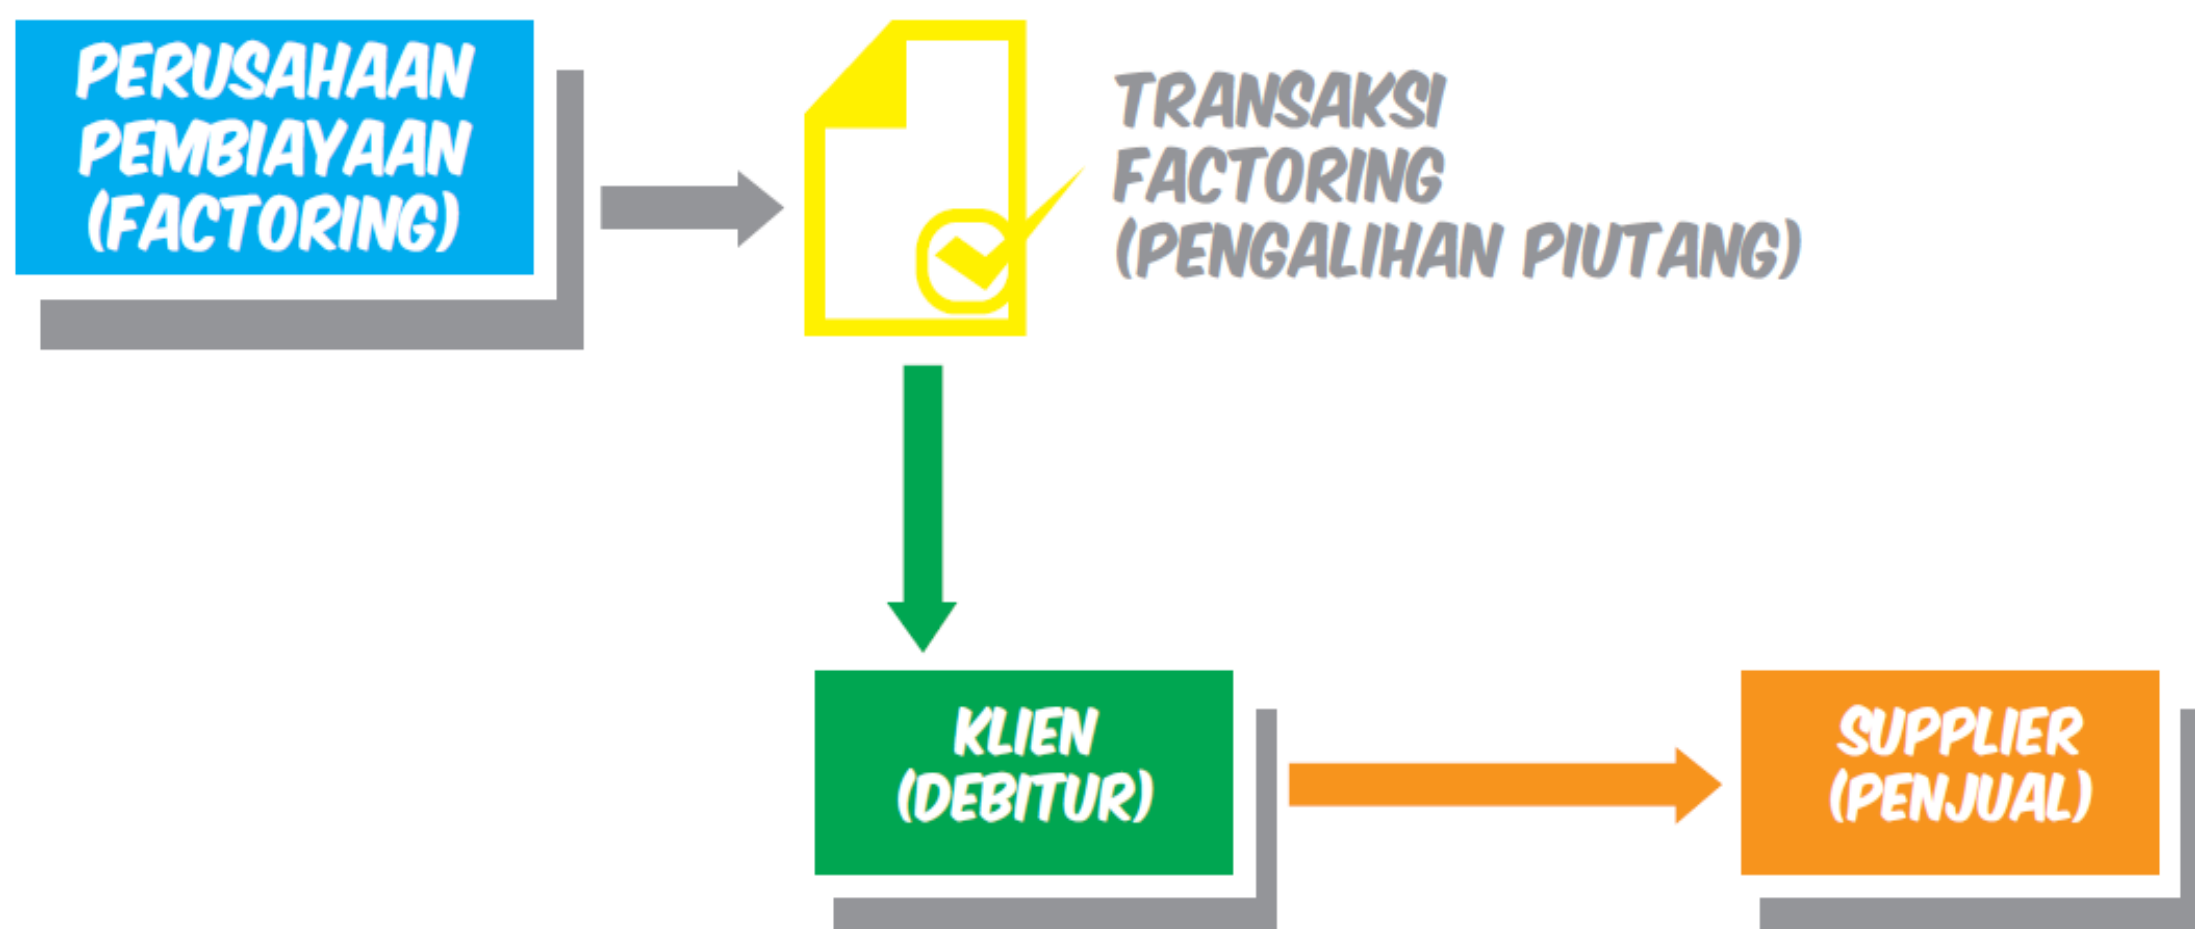 PERUSAHAAN
PEMBIAYAAN
(FACTORING)
TRANSAKSI
FACTORING
(PENGALIHAN PIUTANG)
KLIEN
(DEBITUR)
SUPPLIER
(PENJUAL)